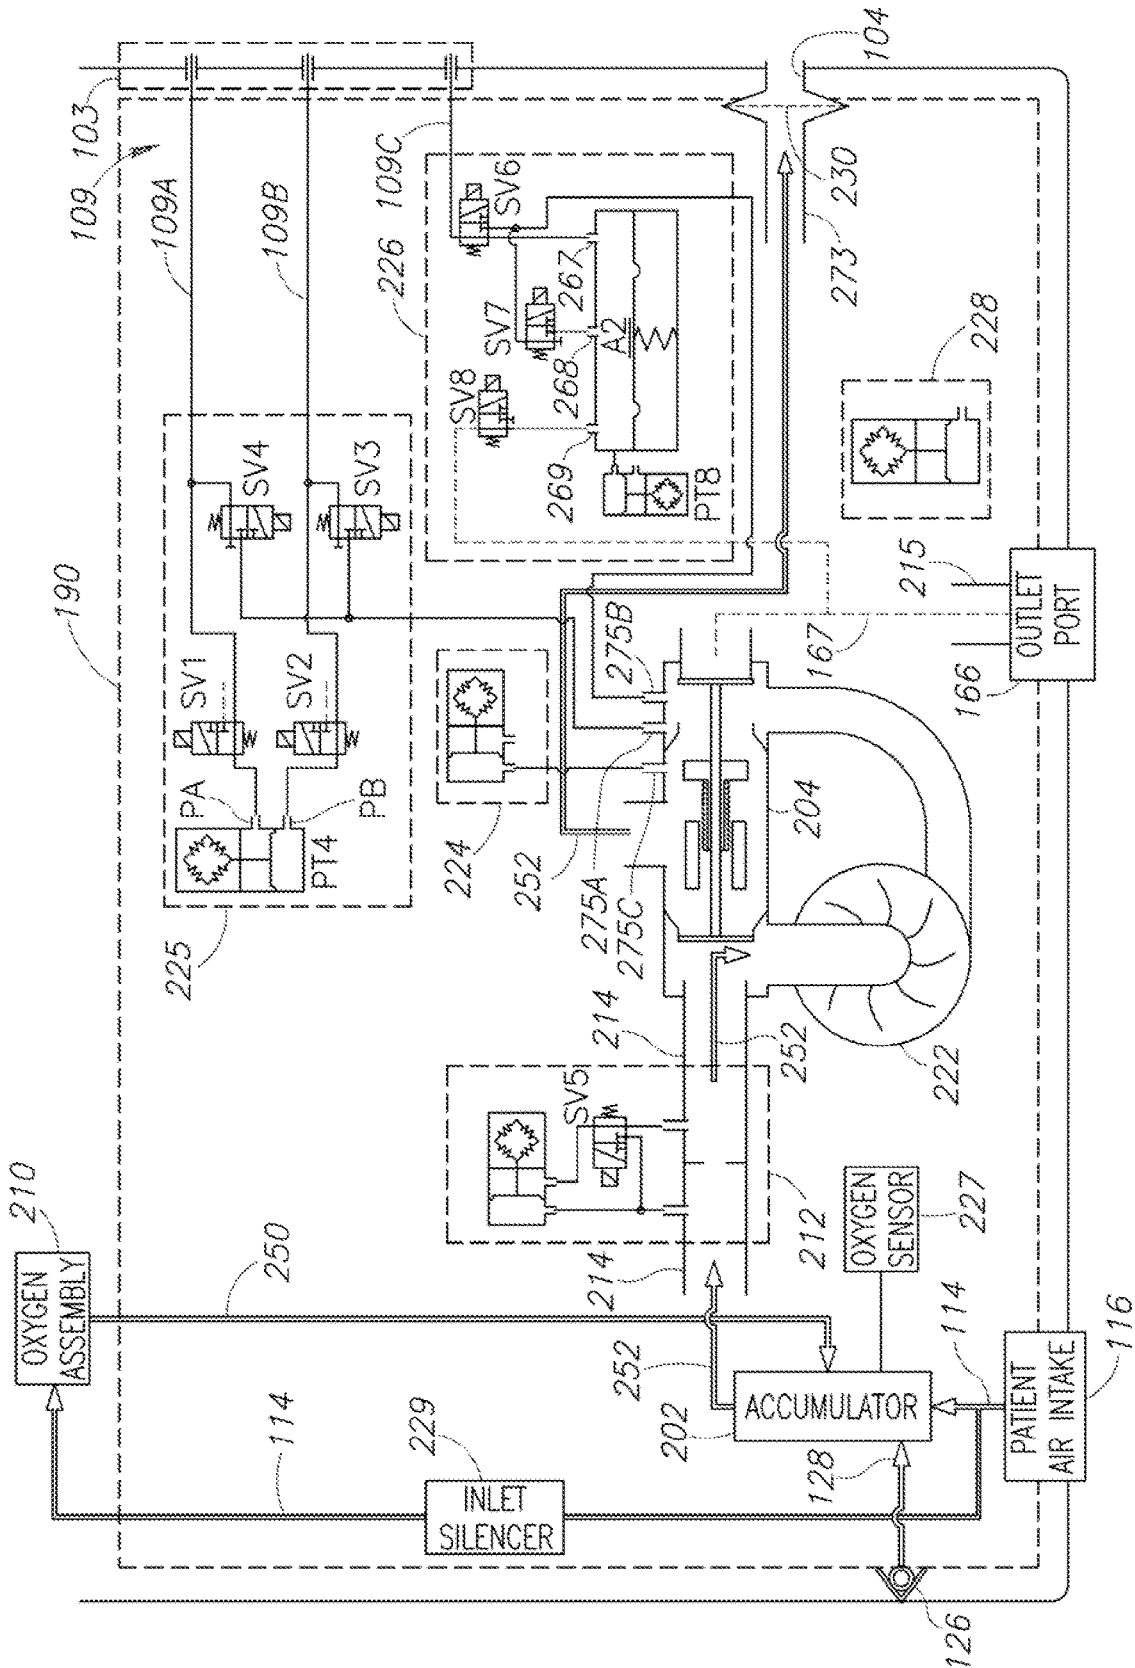 103
109
109A
109B
109C
104
190
SV4
SV3
SV1
SV2
PA
PB
PT4
225
226
SV6
SV7
SV8
267
268
269
A2
PT8
230
273
228
215
OUTLET
PORT
166
167
275B
275A
275C
224
252
204
222
252
214
SV5
212
214
OXYGEN
SENSOR
227
210
OXYGEN
ASSEMBLY
250
252
114
229
INLET
SILENCER
202
ACCUMULATOR
128
114
PATIENT
AIR INTAKE
116
126